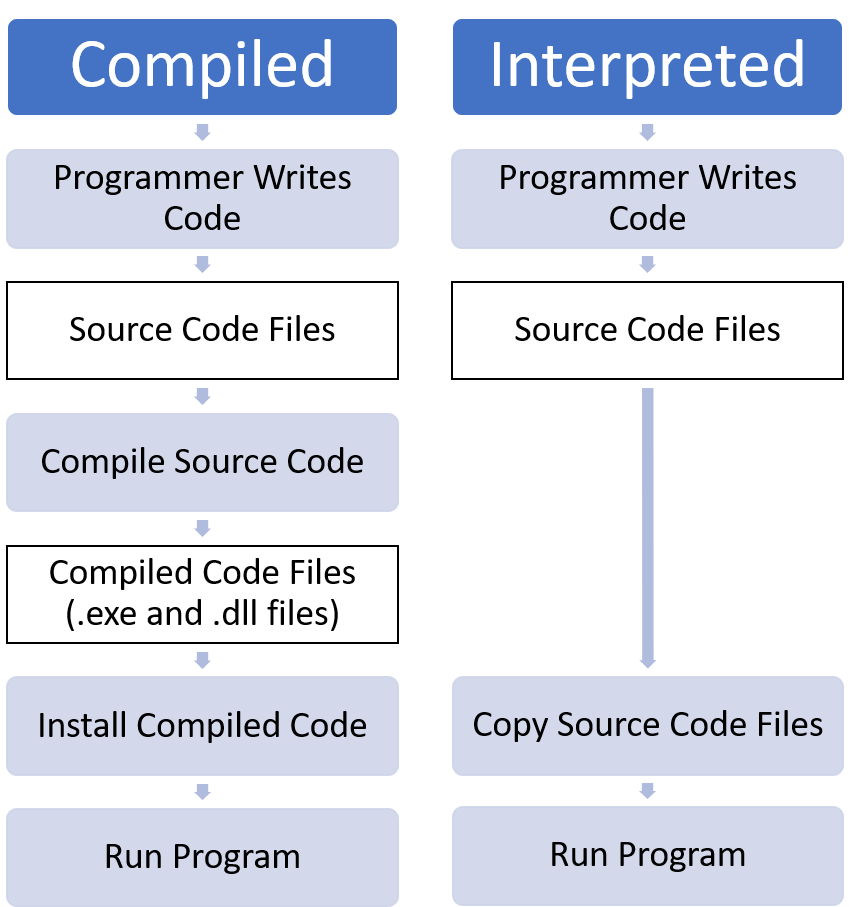 Compiled
Programmer Writes
Code
Source Code Files
Compile Source Code
Compiled Code Files
(.exe and .dll files)
Install Compiled Code
Run Program
Interpreted
Programmer Writes
Code
Source Code Files
Copy Source Code Files
Run Program